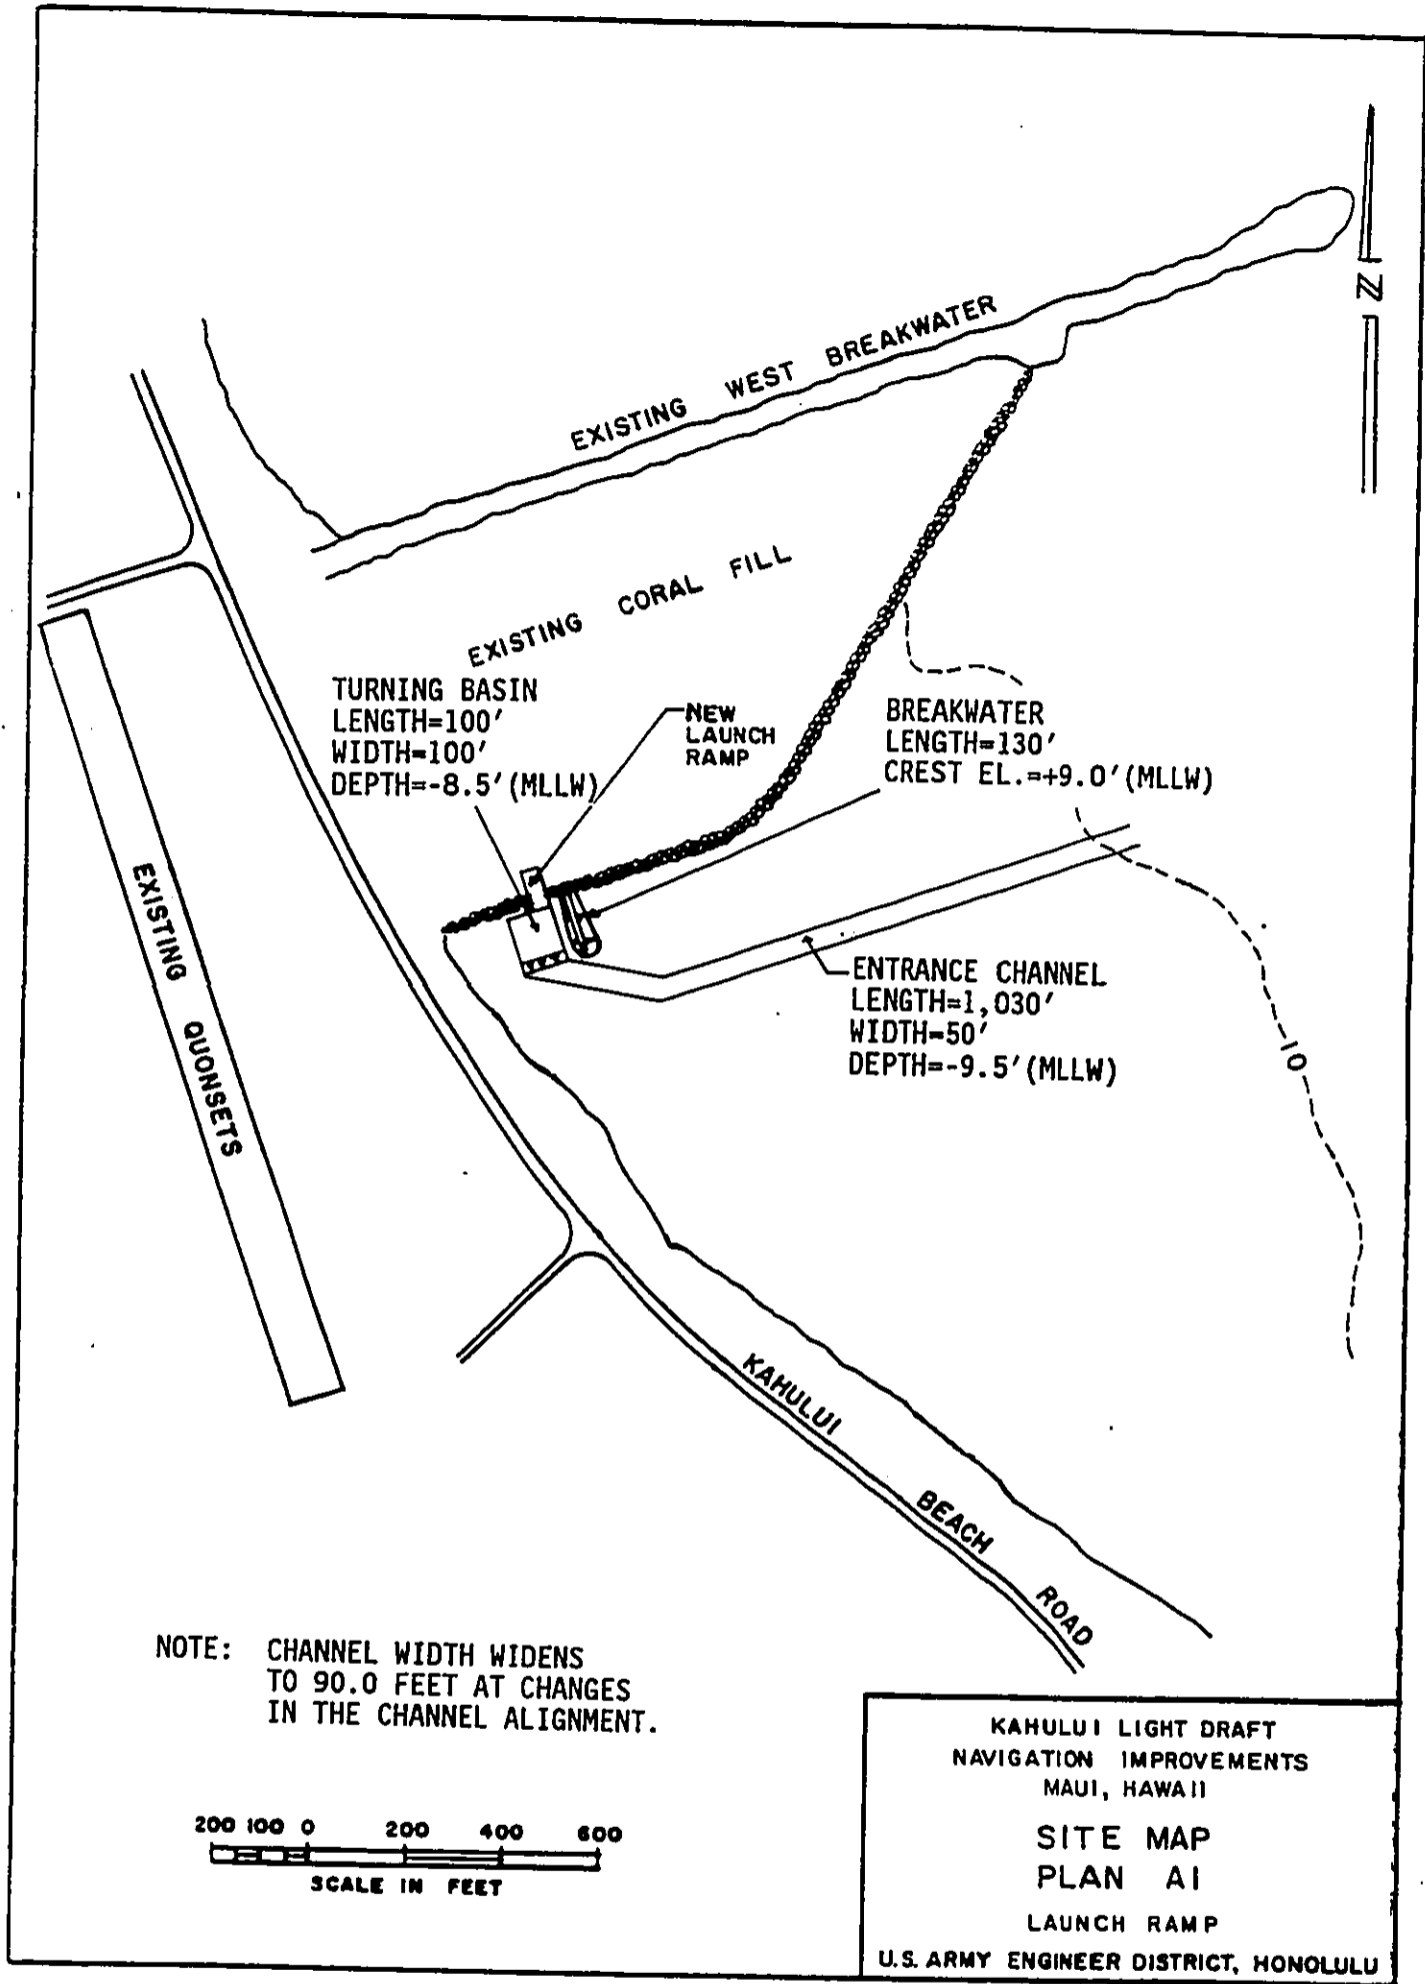 N
EXISTING WEST BREAKWATER
EXISTING CORAL FILL
TURNING BASIN
LENGTH=100'
WIDTH=100'
DEPTH=-8.5'(MLLW)
NEW
LAUNCH
RAMP
BREAKWATER
LENGTH=130'
CREST EL.=+9.0'(MLLW)
EXISTING QUONSETS
ENTRANCE CHANNEL
LENGTH=1,030'
WIDTH=50'
DEPTH=-9.5'(MLLW)
-10
KAHULUI BEACH ROAD
NOTE: CHANNEL WIDTH WIDENS
TO 90.0 FEET AT CHANGES
IN THE CHANNEL ALIGNMENT.
200 100 0 200 400 600
SCALE IN FEET
KAHULUI LIGHT DRAFT
NAVIGATION IMPROVEMENTS
MAUI, HAWAII
SITE MAP
PLAN A1
LAUNCH RAMP
U.S. ARMY ENGINEER DISTRICT, HONOLULU